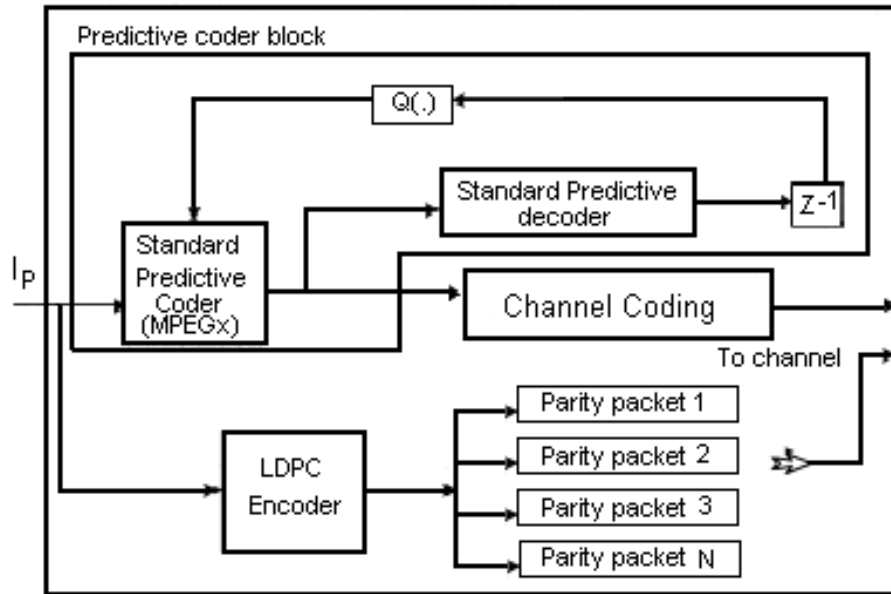 Predictive coder block
Q(.)
Standard Predictive
decoder
Z-1
Standard
Predictive
Coder
(MPEGx)
IP
Channel Coding
To channel
LDPC
Encoder
Parity packet 1
Parity packet 2
Parity packet 3
Parity packet N